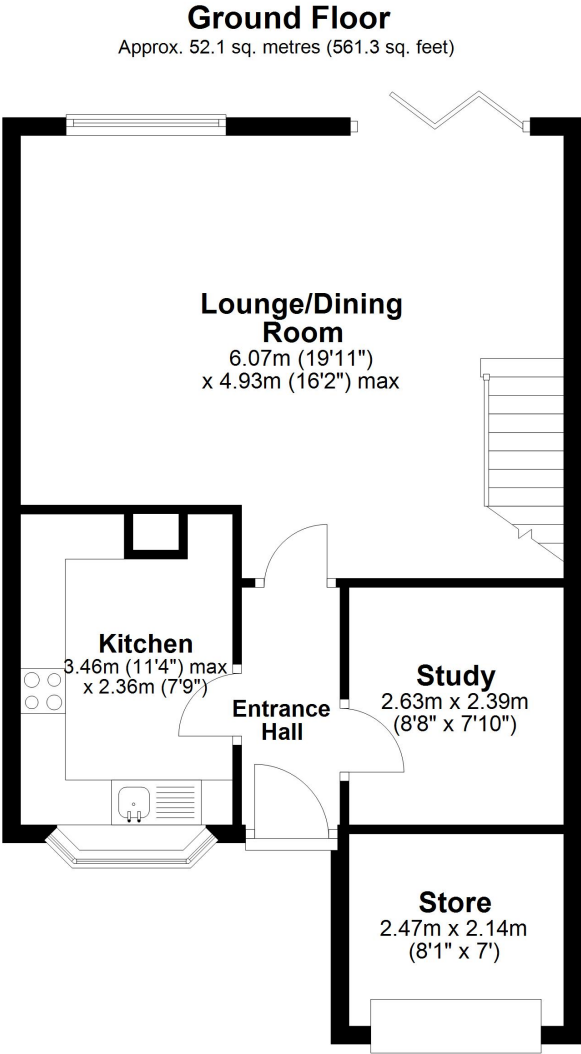 Ground Floor
Approx. 52.1 sq. metres (561.3 sq. feet)
Lounge/Dining
Room
6.07m (19'11")
x 4.93m (16'2") max
Kitchen
3.46m (11'4") max
x 2.36m (7'9")
Entrance
Hall
Study
2.63m x 2.39m
(8'8" x 7'10")
Store
2.47m x 2.14m
(8'1" x 7')